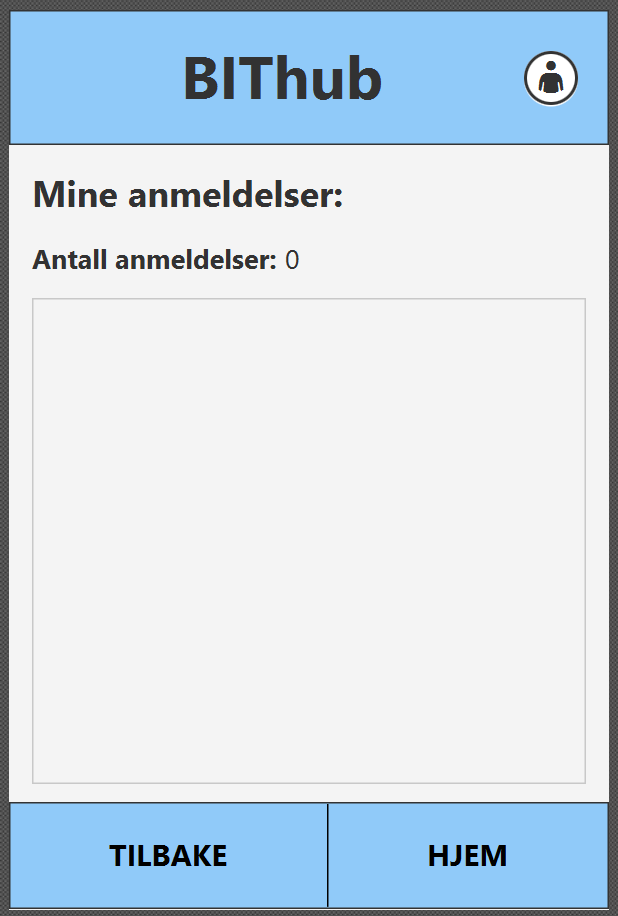 BIThub
Mine anmeldelser:
Antall anmeldelser: 0
TILBAKE
HJEM